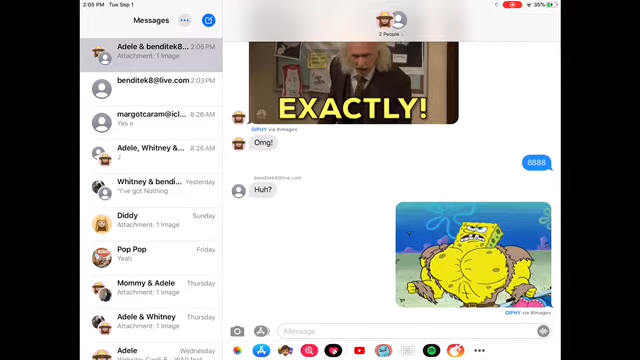 2:05 PM Tue Sep 1
35%
Messages
Adele & benditek8... 2:05 PM
Attachment: 1 Image
benditek8@live.com 2:03 PM
margotcaram@icl... 8:26 AM
Yes e
Adele, Whitney &... 8:26 AM
J
Whitney & bendi... Yesterday
"I've got Nothing
Diddy Sunday
Attachment: 1 Image
Pop Pop Friday
Yeah
Mommy & Adele Thursday
Attachment: 1 Image
Adele & Whitney Thursday
Attachment: 1 Image
Adele Wednesday
2 People
EXACTLY!
GIPHY via #images
Omg!
8888
benditek8@live.com
Huh?
GIPHY via #images
iMessage